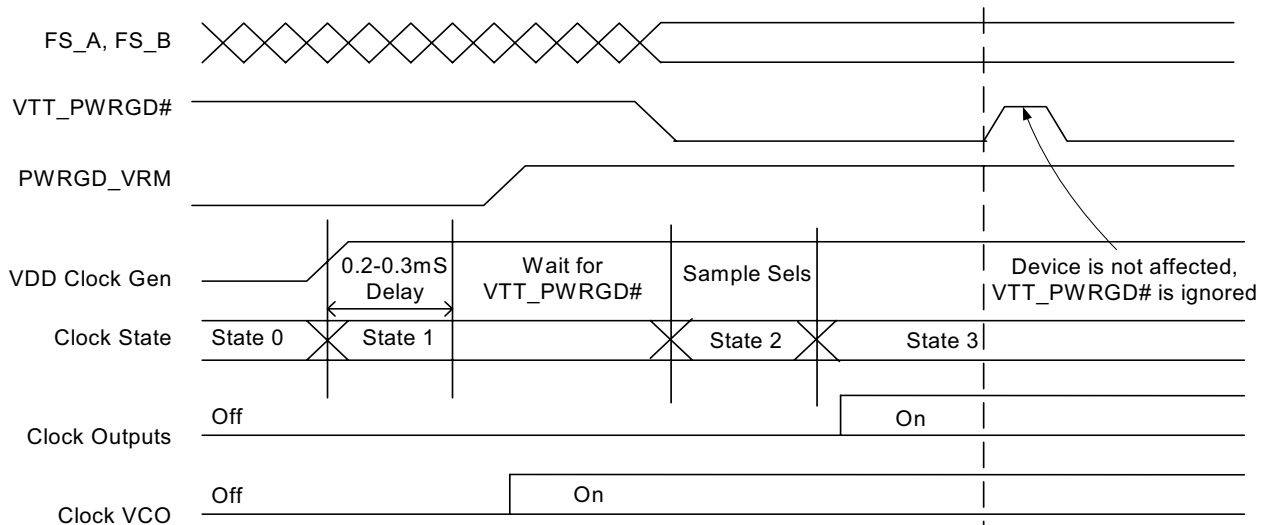 FS_A, FS_B
VTT_PWRGD#
PWRGD_VRM
VDD Clock Gen
0.2-0.3mS
Delay
Wait for
VTT_PWRGD#
Sample Sels
Device is not affected,
VTT_PWRGD# is ignored
Clock State
State 0
State 1
State 2
State 3
Clock Outputs
Off
On
Clock VCO
Off
On